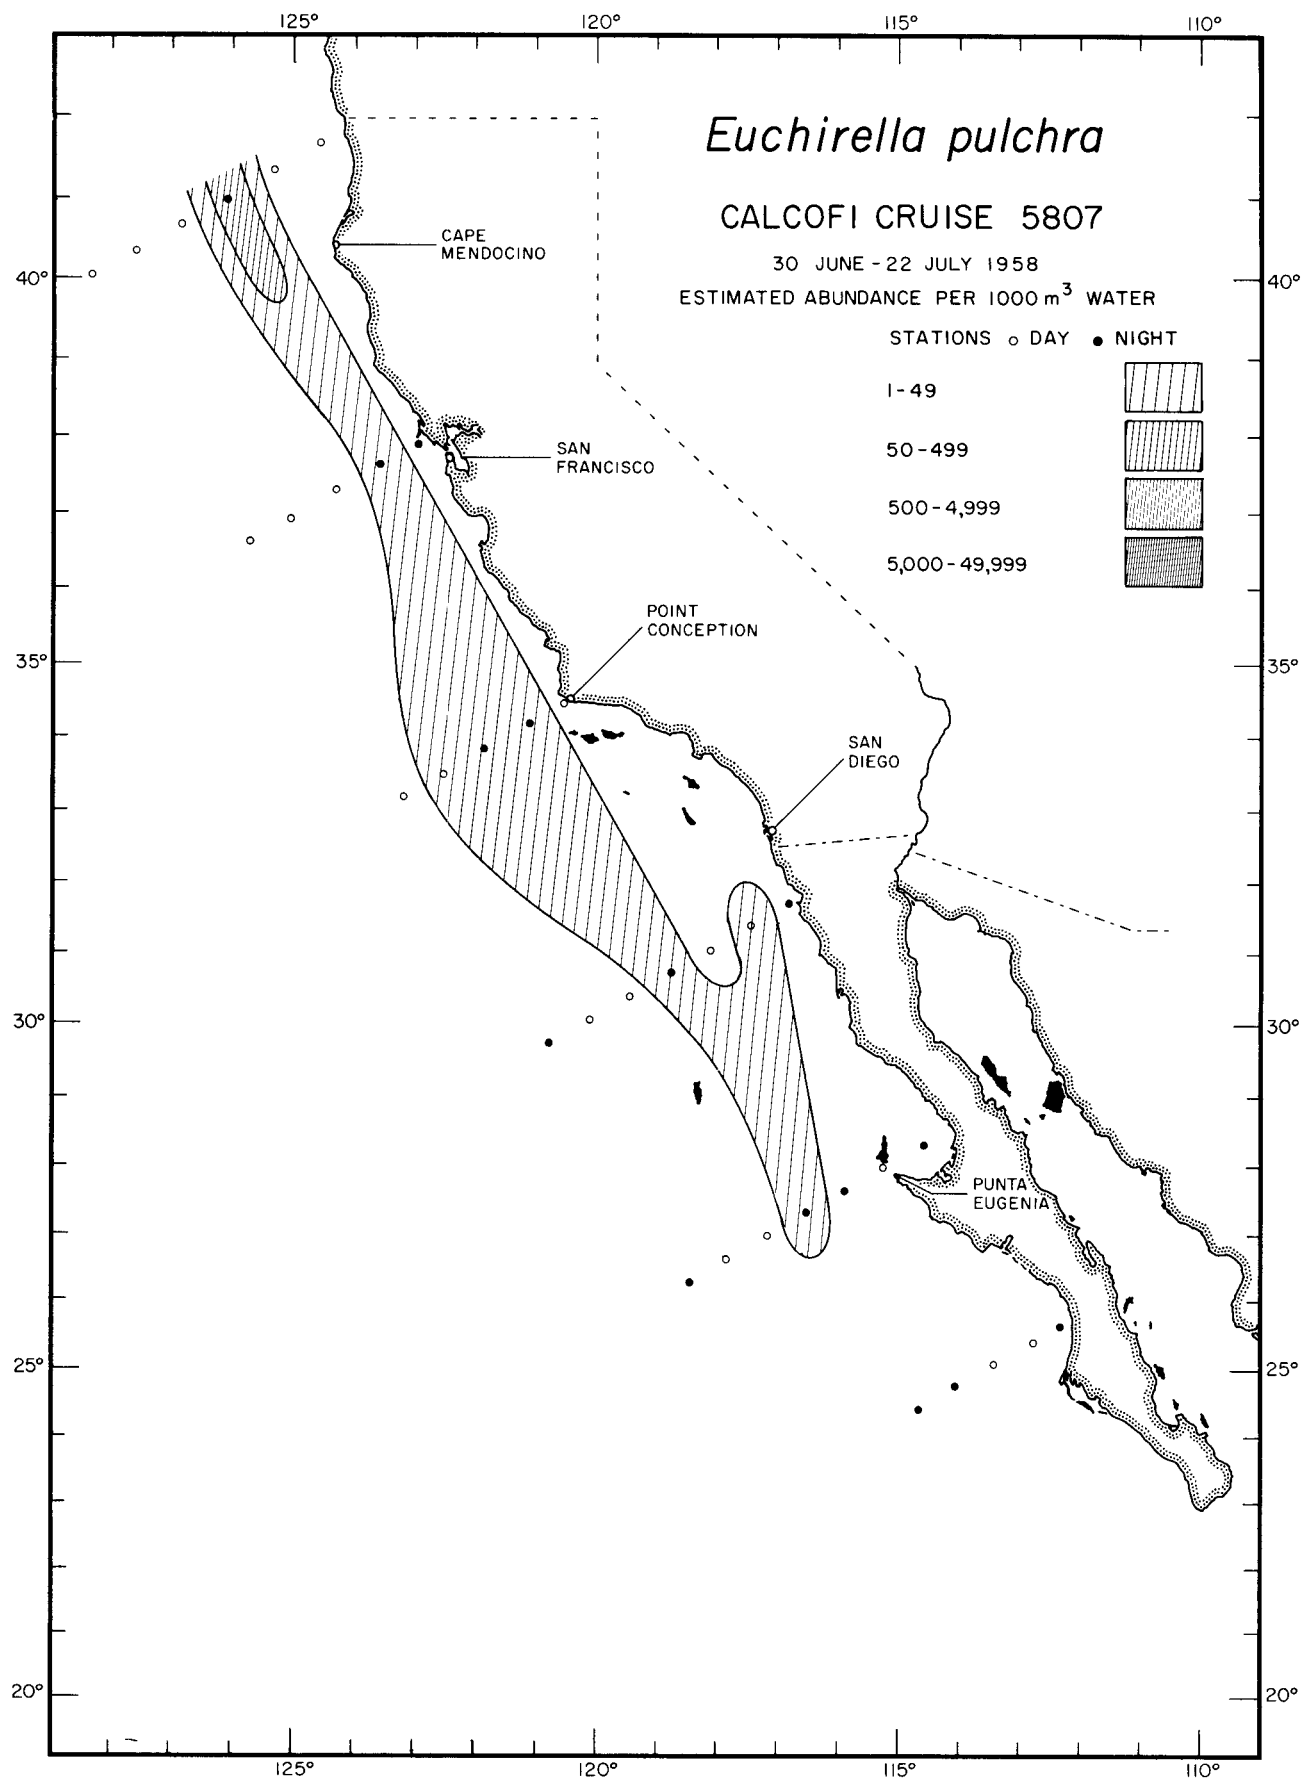 125° 120° 115° 110°
Euchirella pulchra
CALCOFI CRUISE 5807
30 JUNE - 22 JULY 1958
ESTIMATED ABUNDANCE PER 1000 m³ WATER
STATIONS ○ DAY ● NIGHT
1 - 49
50 - 499
500 - 4,999
5,000 - 49,999
CAPE
MENDOCINO
40° 40°
SAN
FRANCISCO
POINT
CONCEPTION
35° 35°
SAN
DIEGO
30° 30°
PUNTA
EUGENIA
25° 25°
20° 20°
125° 120° 115° 110°